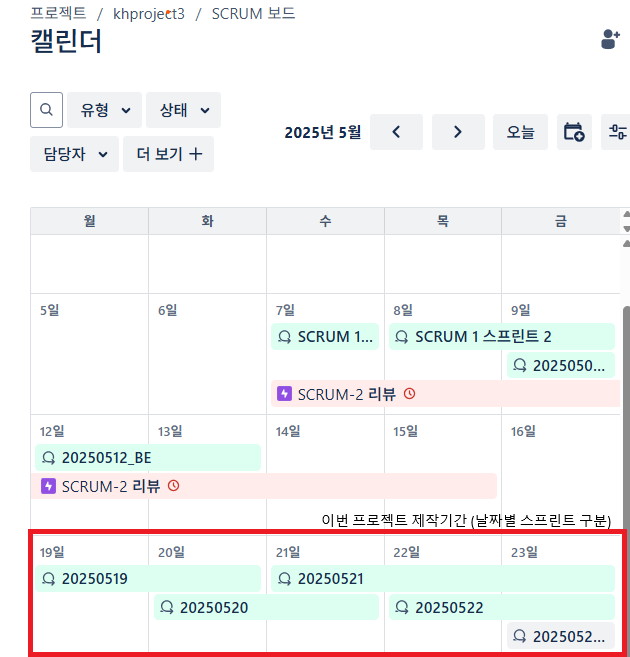 프로젝트 / khproject3 / SCRUM 보드
캘린더
유형 상태
2025년 5월 오늘
담당자 더 보기
월 화 수 목 금
5일 6일 7일 8일 9일
SCRUM 1... SCRUM 1 스프린트 2
2025050...
SCRUM-2 리뷰
12일 13일 14일 15일 16일
20250512_BE
SCRUM-2 리뷰
이번 프로젝트 제작기간 (날짜별 스프린트 구분)
19일 20일 21일 22일 23일
20250519 20250521
20250520 20250522
2025052...